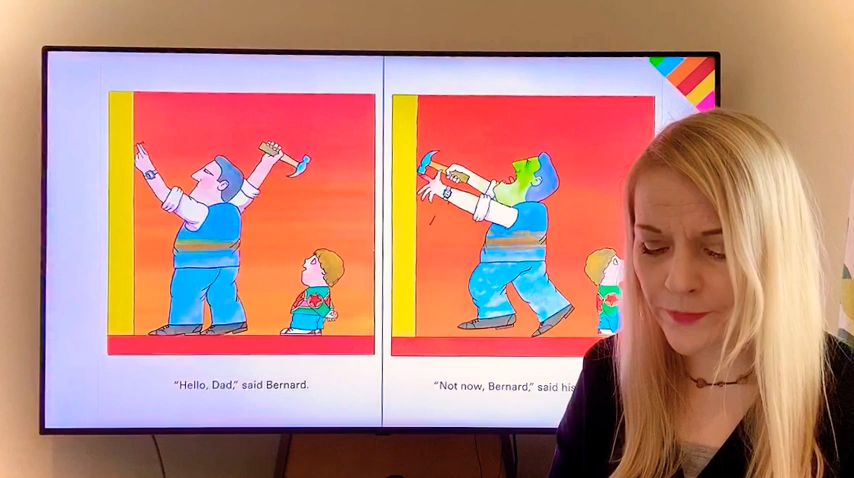 "Hello, Dad," said Bernard.
"Not now, Bernard," said his